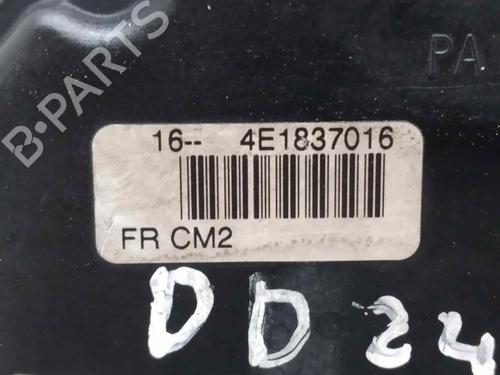 B-PARTS
PA
16-- 4E1837016
FR CM2
DD24